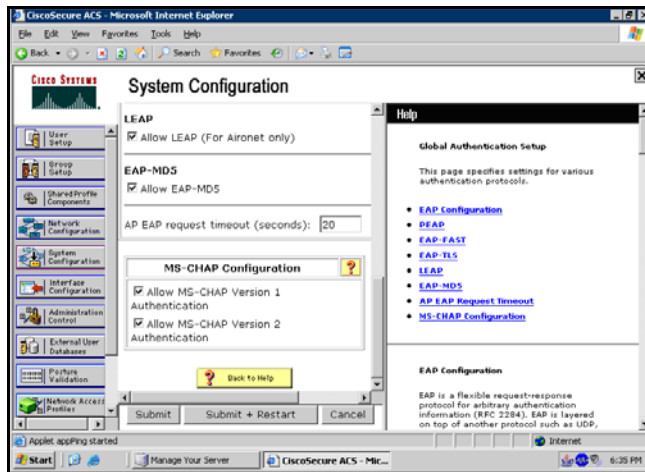 CiscoSecure ACS - Microsoft Internet Explorer
File Edit View Favorites Tools Help
Back Search Favorites
CISCO SYSTEMS
System Configuration
User Setup
Group Setup
Shared Profile Components
Network Configuration
System Configuration
Interface Configuration
Administration Control
External User Databases
Posture Validation
Network Access Profiles
LEAP
Allow LEAP (For Aironet only)
EAP-MD5
Allow EAP-MD5
AP EAP request timeout (seconds): 20
MS-CHAP Configuration ?
Allow MS-CHAP Version 1
Authentication
Allow MS-CHAP Version 2
Authentication
? Back to Help
Submit Submit + Restart Cancel
Help
Global Authentication Setup
This page specifies settings for various
authentication protocols.
EAP Configuration
PEAP
EAP-FAST
EAP-TLS
LEAP
EAP-MD5
AP EAP Request Timeout
MS-CHAP Configuration
EAP Configuration
EAP is a flexible request-response
protocol for arbitrary authentication
information (RFC 2284). EAP is layered
on top of another protocol such as UDP,
Applet appPing started Internet
Start Manage Your Server CiscoSecure ACS - Mic... 6:35 PM